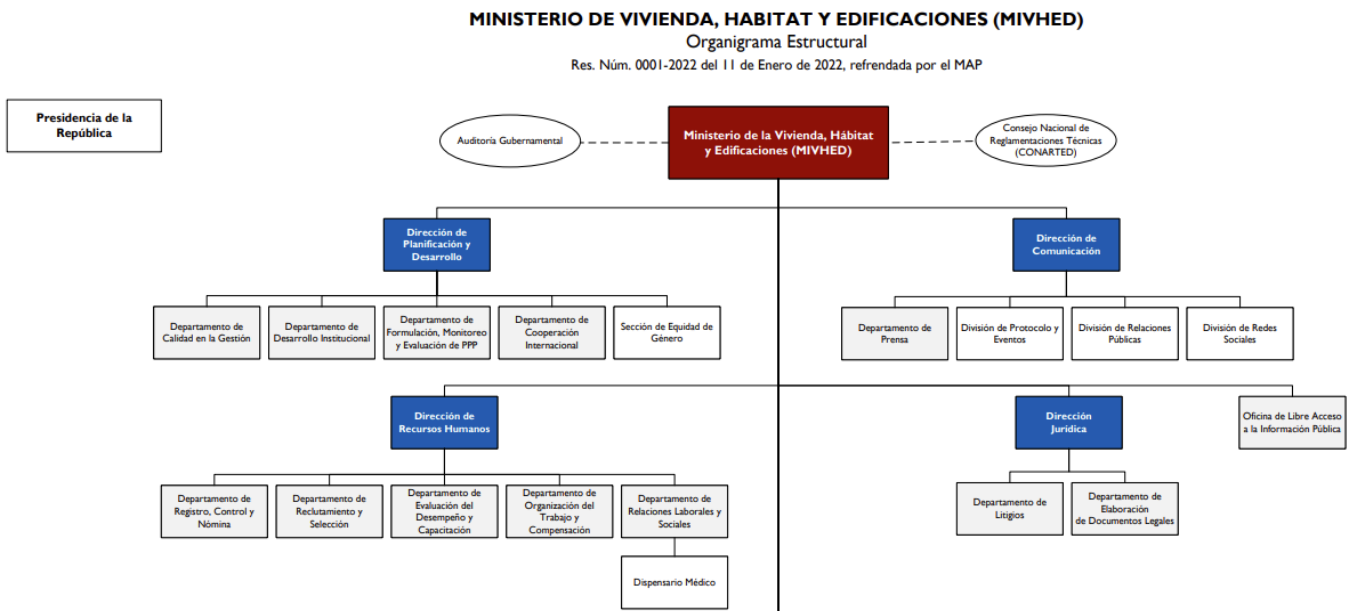 MINISTERIO DE VIVIENDA, HABITAT Y EDIFICACIONES (MIVHED)
Organigrama Estructural
Res. Núm. 0001-2022 del 11 de Enero de 2022, refrendada por el MAP
Presidencia de la
República
Auditoría Gubernamental
Ministerio de la Vivienda, Hábitat
y Edificaciones (MIVHED)
Consejo Nacional de
Reglamentaciones Técnicas
(CONARTED)
Dirección de
Planificación y
Desarrollo
Dirección de
Comunicación
Departamento de
Calidad en la Gestión
Departamento de
Desarrollo Institucional
Departamento de
Formulación, Monitoreo
y Evaluación de PPP
Departamento de
Cooperación
Internacional
Sección de Equidad de
Género
Departamento de
Prensa
División de Protocolo y
Eventos
División de Relaciones
Públicas
División de Redes
Sociales
Dirección de
Recursos Humanos
Dirección
Jurídica
Oficina de Libre Acceso
a la Información Pública
Departamento de
Registro, Control y
Nómina
Departamento de
Reclutamiento y
Selección
Departamento de
Evaluación del
Desempeño y
Capacitación
Departamento de
Organización del
Trabajo y
Compensación
Departamento de
Relaciones Laborales y
Sociales
Departamento de
Litigios
Departamento de
Elaboración
de Documentos Legales
Dispensario Médico